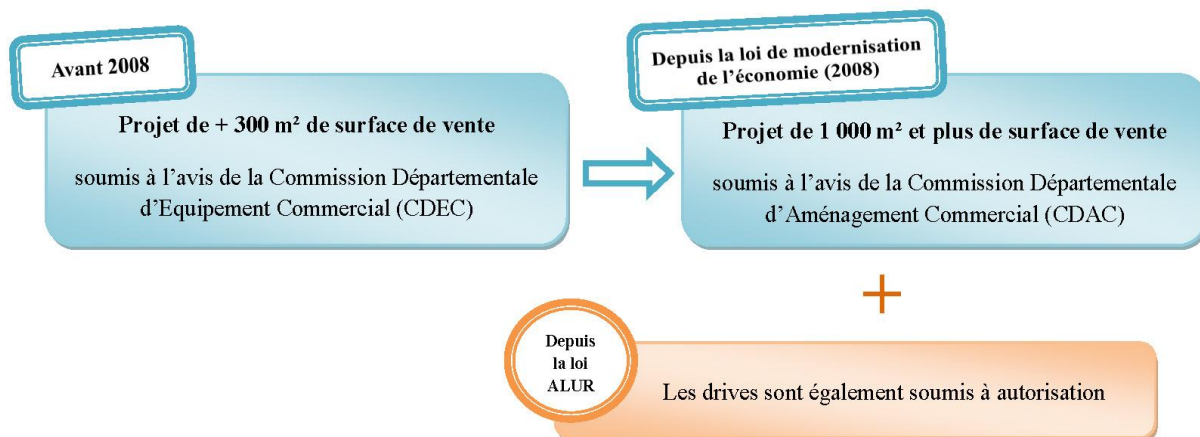 Avant 2008
Projet de + 300 m² de surface de vente
soumis à l'avis de la Commission Départementale
d'Equipement Commercial (CDEC)
Depuis la loi de modernisation
de l'économie (2008)
Projet de 1 000 m² et plus de surface de vente
soumis à l'avis de la Commission Départementale
d'Aménagement Commercial (CDAC)
+
Depuis
la loi
ALUR
Les drives sont également soumis à autorisation